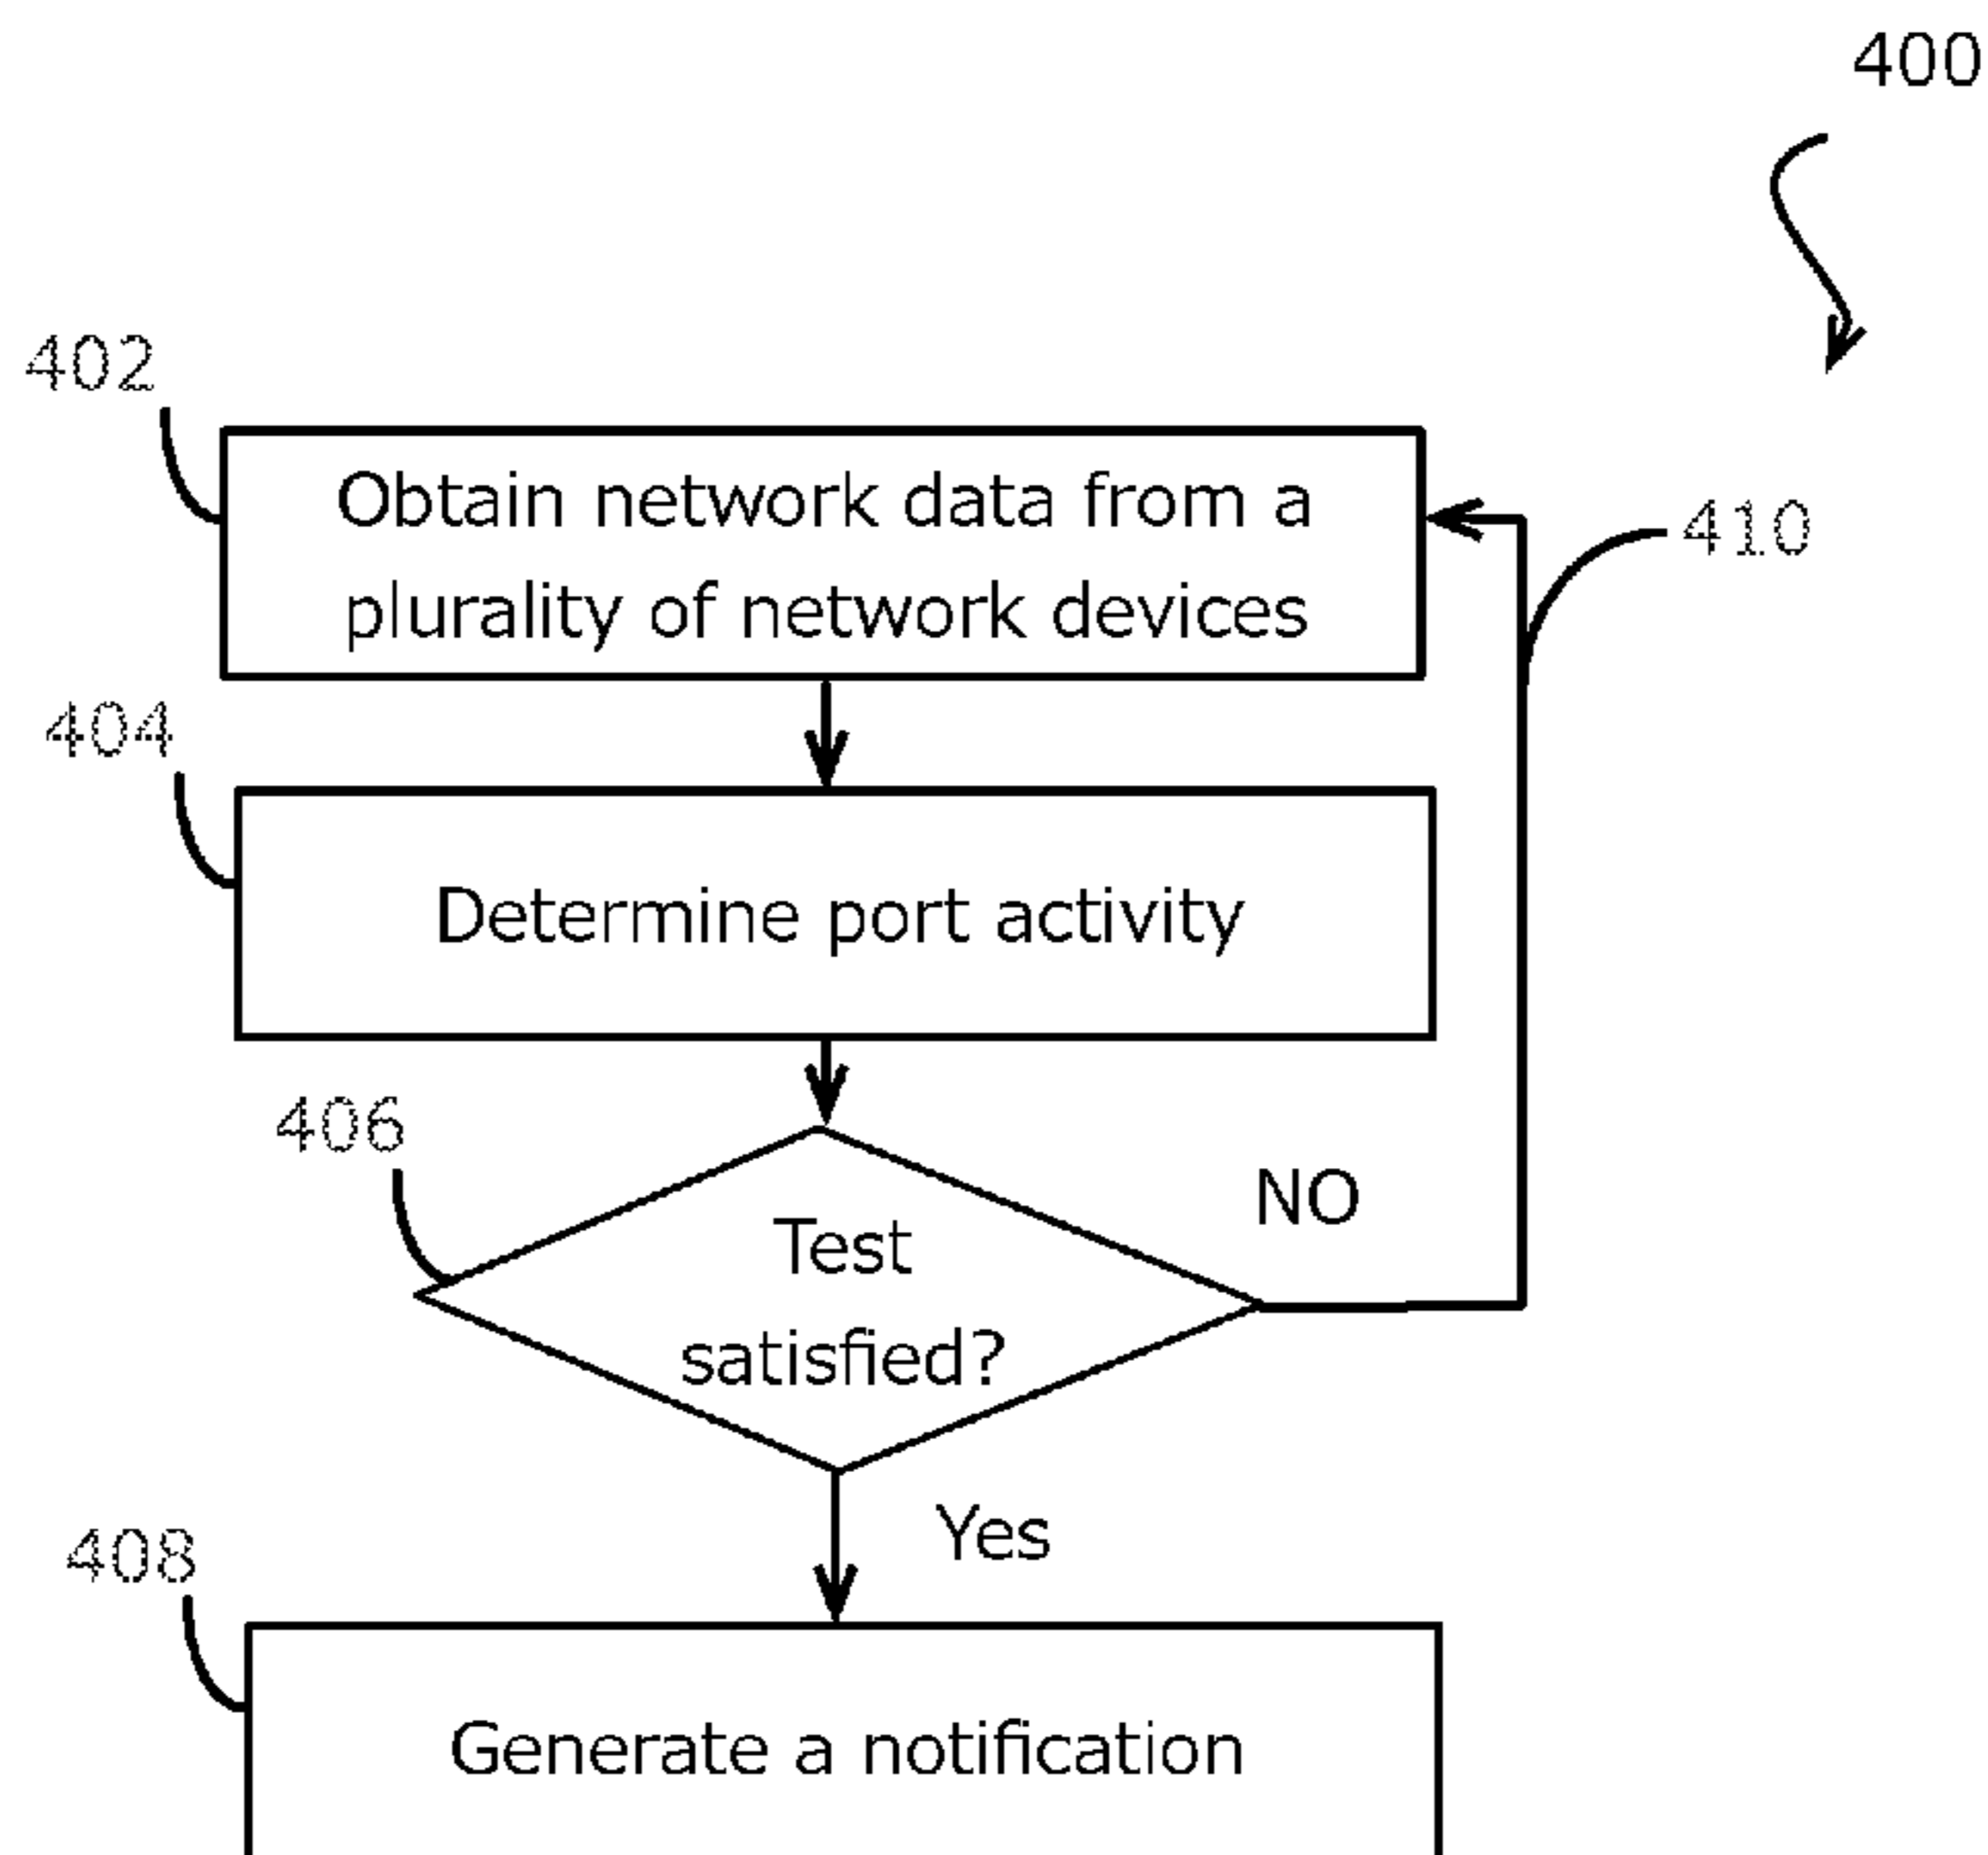 400
402
Obtain network data from a
plurality of network devices
410
404
Determine port activity
406
NO
Test
satisfied?
Yes
408
Generate a notification